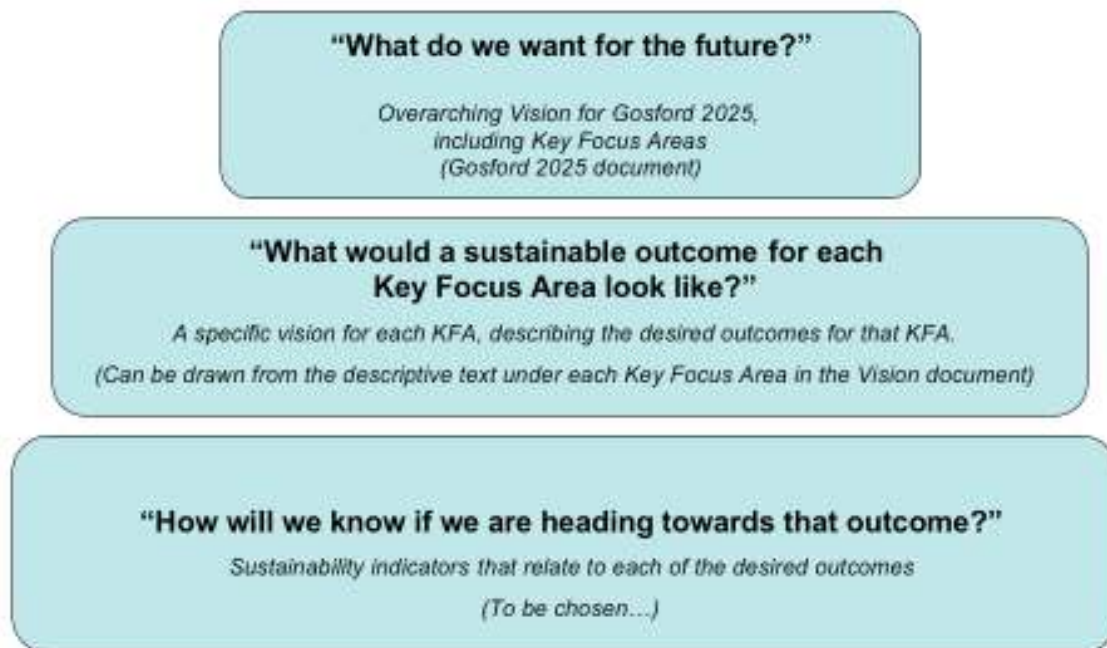 “What do we want for the future?”
Overarching Vision for Gosford 2025,
including Key Focus Areas
(Gosford 2025 document)
“What would a sustainable outcome for each
Key Focus Area look like?”
A specific vision for each KFA, describing the desired outcomes for that KFA.
(Can be drawn from the descriptive text under each Key Focus Area in the Vision document)
“How will we know if we are heading towards that outcome?”
Sustainability indicators that relate to each of the desired outcomes
(To be chosen…)